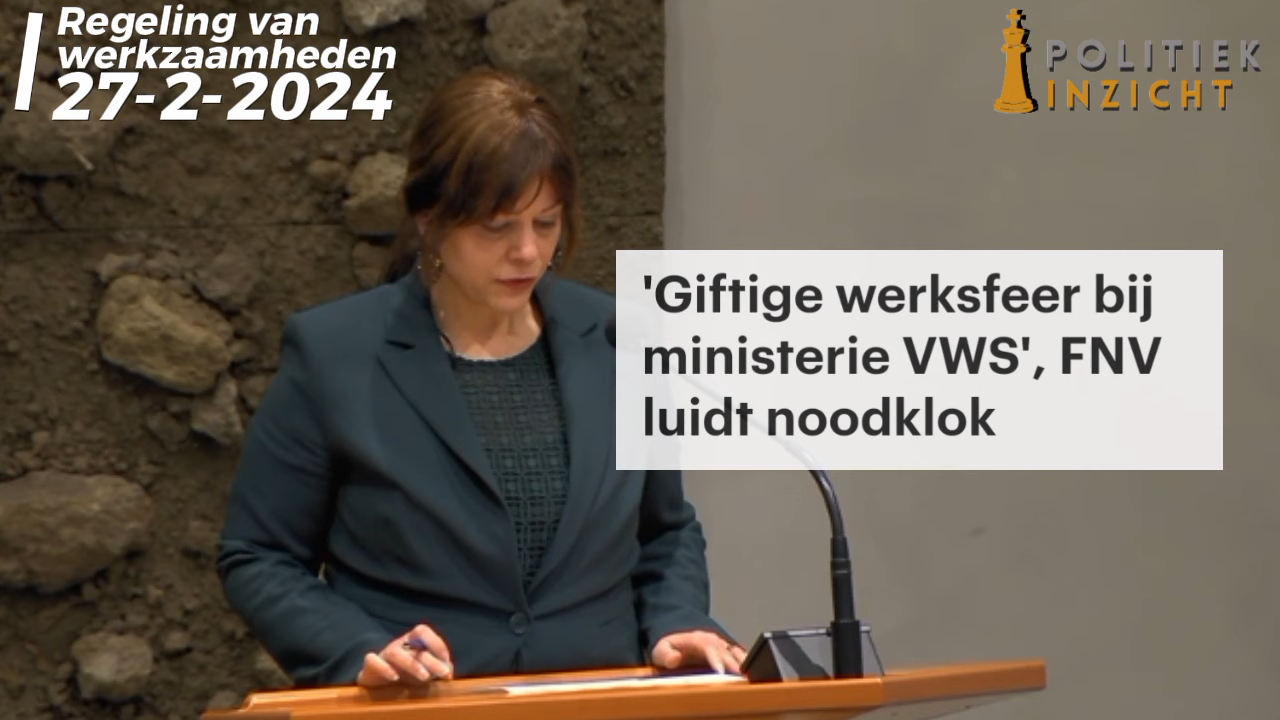 Regeling van
werkzaamheden
27-2-2024
POLITIEK
INZICHT
'Giftige werksfeer bij
ministerie VWS', FNV
luidt noodklok